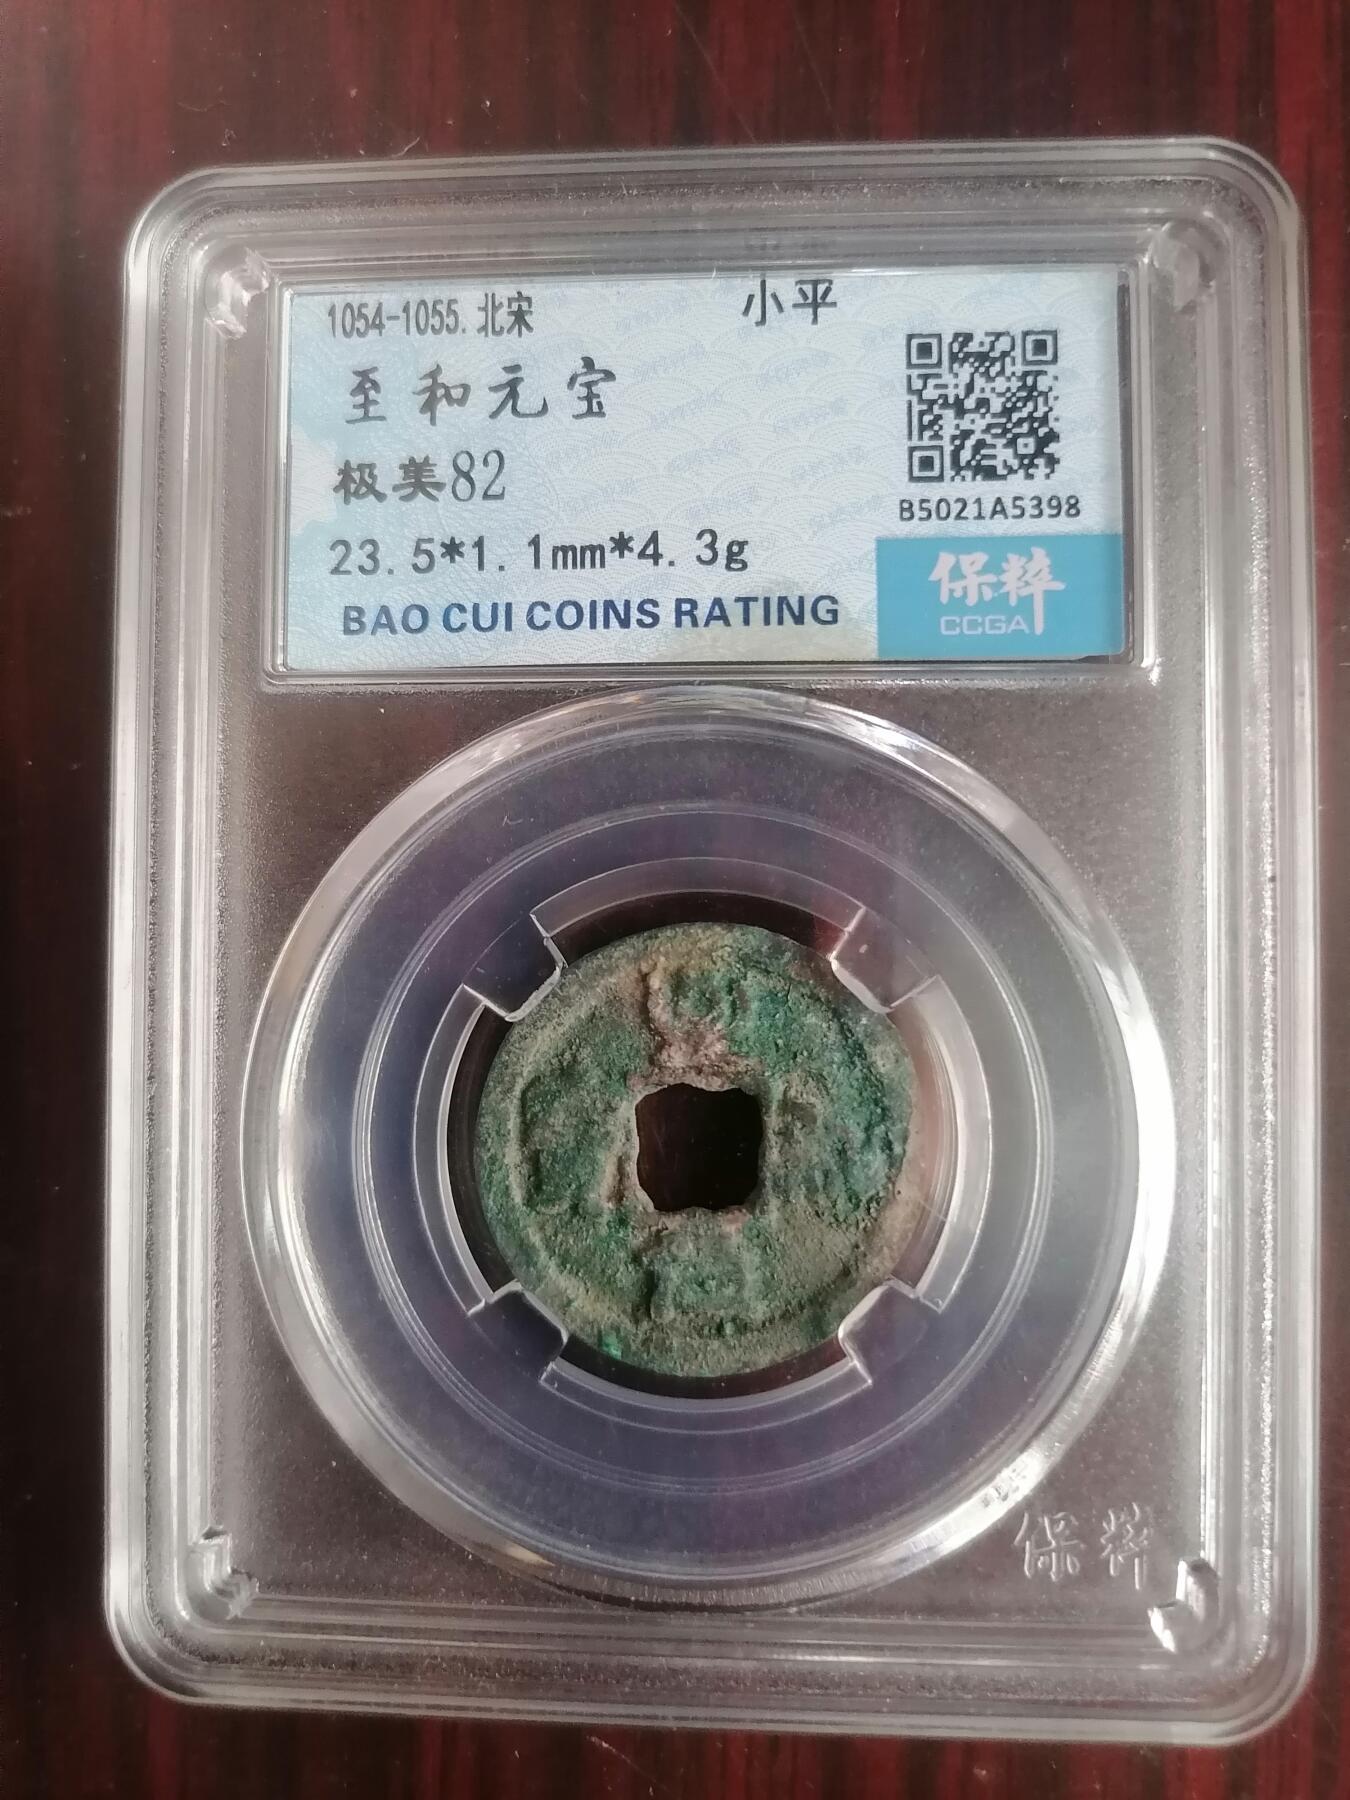 1054-1055.北宋 小平
至和元宝
极美82
23.5*1.1mm*4.3g
B5021A5398
BAO CUI COINS RATING
保粹
CCGA
保粹